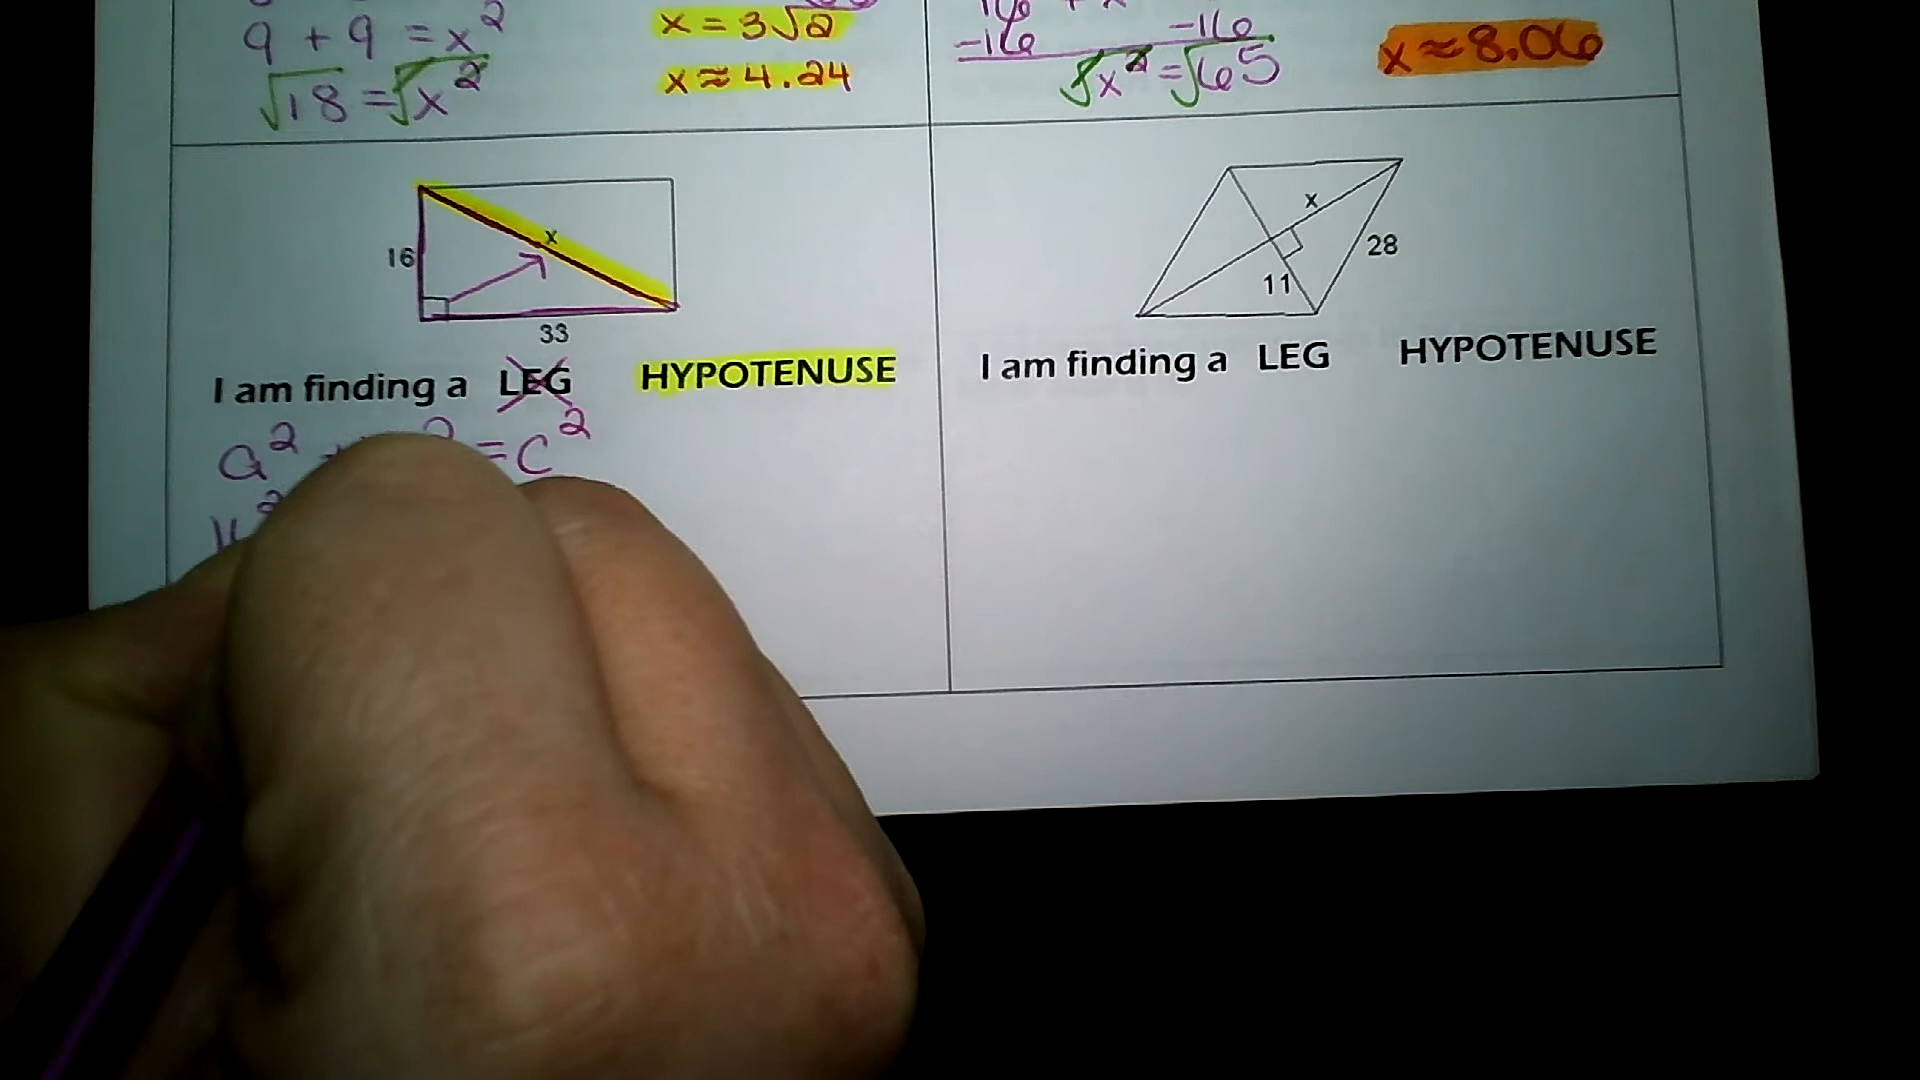 9 + 9 = x²
√18 = √x²
x = 3√2
x ≈ 4.24
-16 -16
√x² = √65
x ≈ 8.06
16
x
33
I am finding a LEG HYPOTENUSE
a² = c²
x
28
11
I am finding a LEG HYPOTENUSE